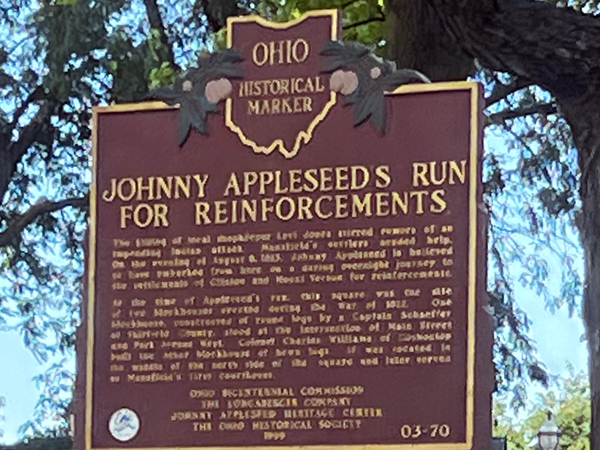 OHIO
HISTORICAL
MARKER
JOHNNY APPLESEED'S RUN
FOR REINFORCEMENTS
The killing of local shopkeeper Levi Jones stirred rumors of an
impending Indian attack. Mansfield's settlers needed help.
On the evening of August 9, 1813, Johnny Appleseed is believed
to have embarked from here on a daring overnight journey to
the settlements of Clinton and Mount Vernon for reinforcements.
At the time of Appleseed's run, this square was the site
of two blockhouses erected during the War of 1812. One
blockhouse, constructed of round logs by a Captain Schaeffer
of Fairfield County, stood at the intersection of Main Street
and Park Avenue West. Colonel Charles Williams of Coshocton
built the other blockhouse of hewn logs. It was located in
the middle of the north side of the square and later served
as Mansfield's first courthouse.
OHIO BICENTENNIAL COMMISSION
THE LONGABERGER COMPANY
JOHNNY APPLESEED HERITAGE CENTER
THE OHIO HISTORICAL SOCIETY
1999
03-70